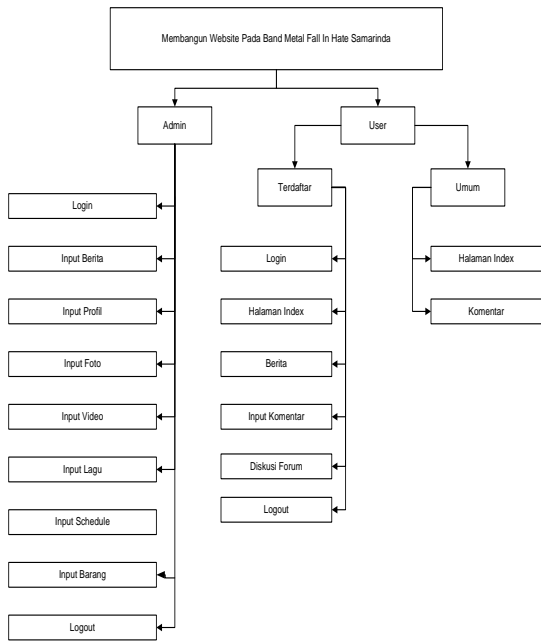 Membangun Website Pada Band Metal Fall In Hate Samarinda
Admin
User
Terdaftar
Umum
Login
Input Berita
Input Profil
Input Foto
Input Video
Input Lagu
Input Schedule
Input Barang
Logout
Login
Halaman Index
Berita
Input Komentar
Diskusi Forum
Logout
Halaman Index
Komentar